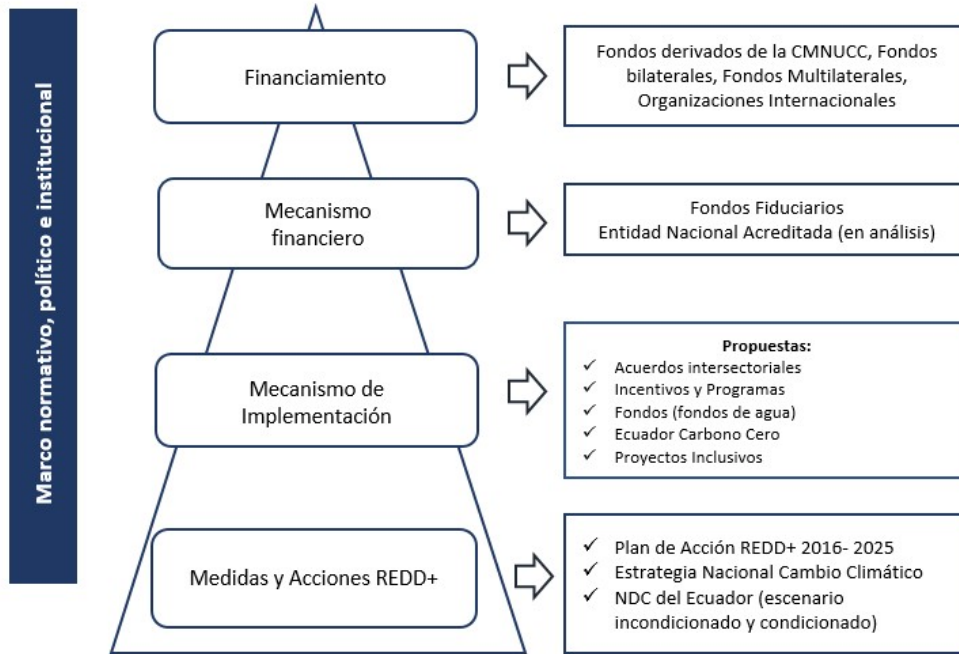 Marco normativo, político e institucional
Financiamiento
Fondos derivados de la CMNUCC, Fondos
bilaterales, Fondos Multilaterales,
Organizaciones Internacionales
Mecanismo
financiero
Fondos Fiduciarios
Entidad Nacional Acreditada (en análisis)
Mecanismo de
Implementación
Propuestas:
✓ Acuerdos intersectoriales
✓ Incentivos y Programas
✓ Fondos (fondos de agua)
✓ Ecuador Carbono Cero
✓ Proyectos Inclusivos
Medidas y Acciones REDD+
✓ Plan de Acción REDD+ 2016- 2025
✓ Estrategia Nacional Cambio Climático
✓ NDC del Ecuador (escenario
incondicionado y condicionado)